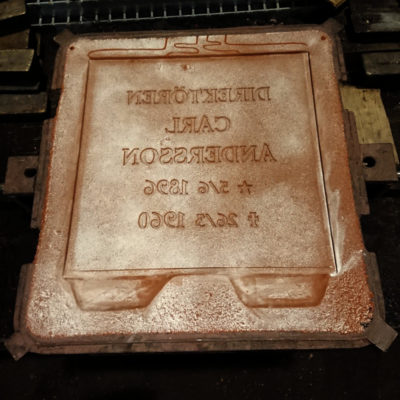 DIREKTÖREN
CARL
ANDERSSON
☆ 5/6 1896
✝ 26/5 1960